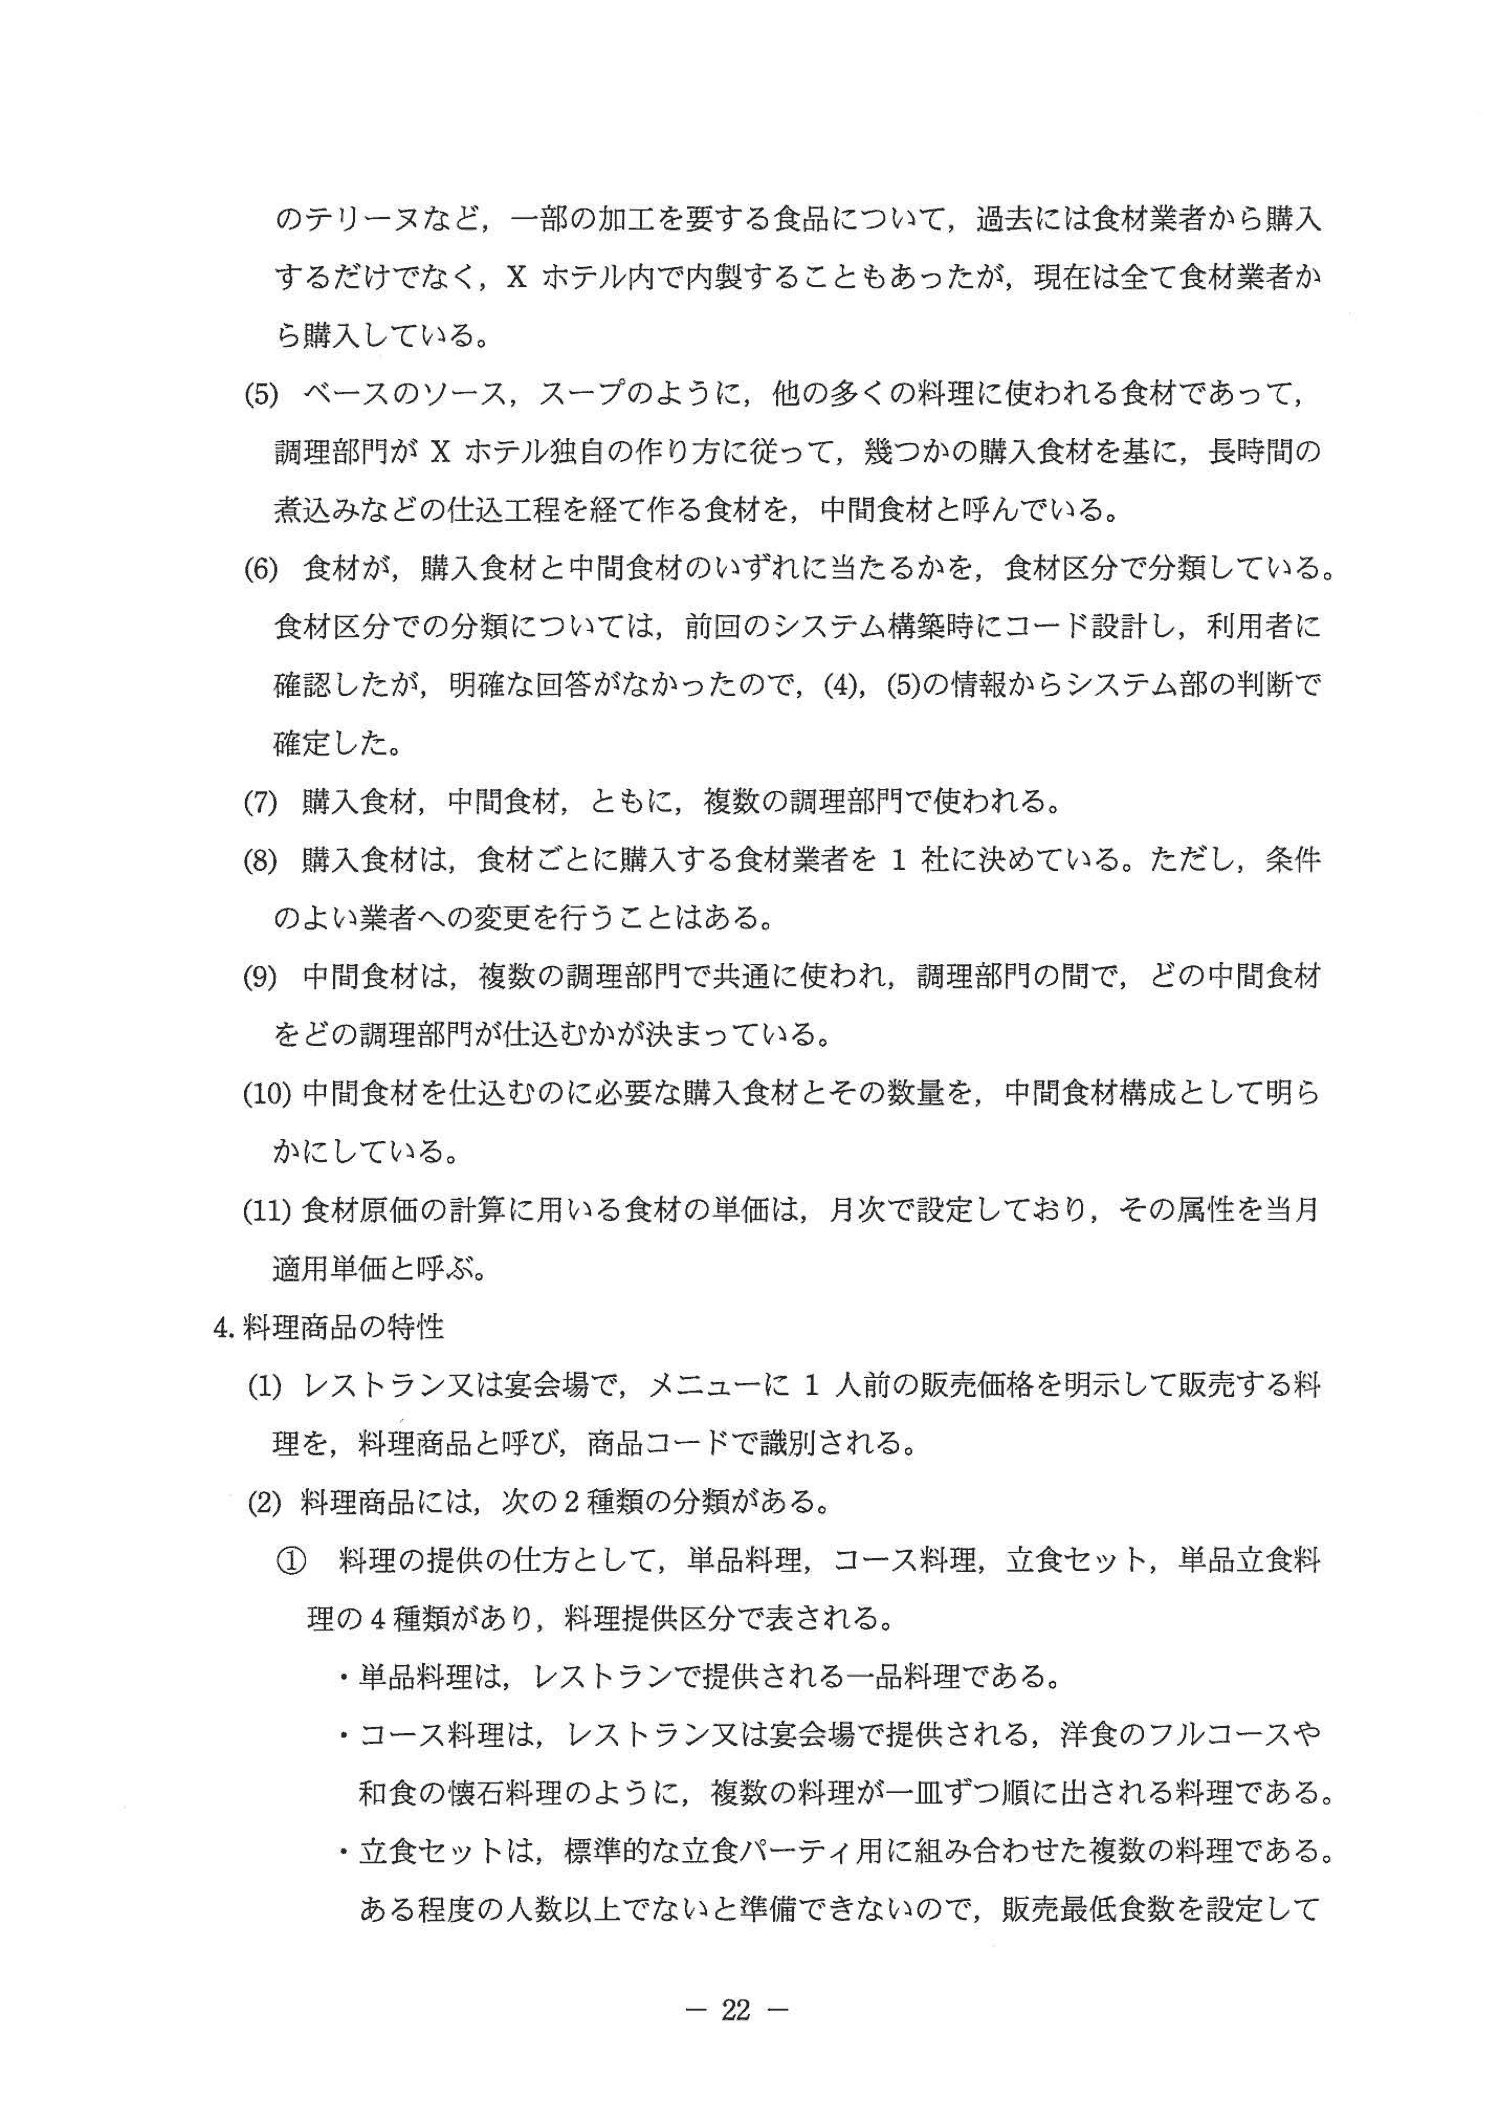 のテリーヌなど，一部の加工を要する食品について，過去には食材業者から購入
するだけでなく，X ホテル内で内製することもあったが，現在は全て食材業者か
ら購入している。
(5) ベースのソース，スープのように，他の多くの料理に使われる食材であって，
調理部門が X ホテル独自の作り方に従って，幾つかの購入食材を基に，長時間の
煮込みなどの仕込工程を経て作る食材を，中間食材と呼んでいる。
(6) 食材が，購入食材と中間食材のいずれに当たるかを，食材区分で分類している。
食材区分での分類については，前回のシステム構築時にコード設計し，利用者に
確認したが，明確な回答がなかったので，(4)，(5)の情報からシステム部の判断で
確定した。
(7) 購入食材，中間食材，ともに，複数の調理部門で使われる。
(8) 購入食材は，食材ごとに購入する食材業者を 1 社に決めている。ただし，条件
のよい業者への変更を行うことはある。
(9) 中間食材は，複数の調理部門で共通に使われ，調理部門の間で，どの中間食材
をどの調理部門が仕込むかが決まっている。
(10) 中間食材を仕込むのに必要な購入食材とその数量を，中間食材構成として明ら
かにしている。
(11) 食材原価の計算に用いる食材の単価は，月次で設定しており，その属性を当月
適用単価と呼ぶ。
4. 料理商品の特性
(1) レストラン又は宴会場で，メニューに 1 人前の販売価格を明示して販売する料
理を，料理商品と呼び，商品コードで識別される。
(2) 料理商品には，次の 2 種類の分類がある。
① 料理の提供の仕方として，単品料理，コース料理，立食セット，単品立食料
理の 4 種類があり，料理提供区分で表される。
・単品料理は，レストランで提供される一品料理である。
・コース料理は，レストラン又は宴会場で提供される，洋食のフルコースや
和食の懐石料理のように，複数の料理が一皿ずつ順に出される料理である。
・立食セットは，標準的な立食パーティ用に組み合わせた複数の料理である。
ある程度の人数以上でないと準備できないので，販売最低食数を設定して
－ 22 －